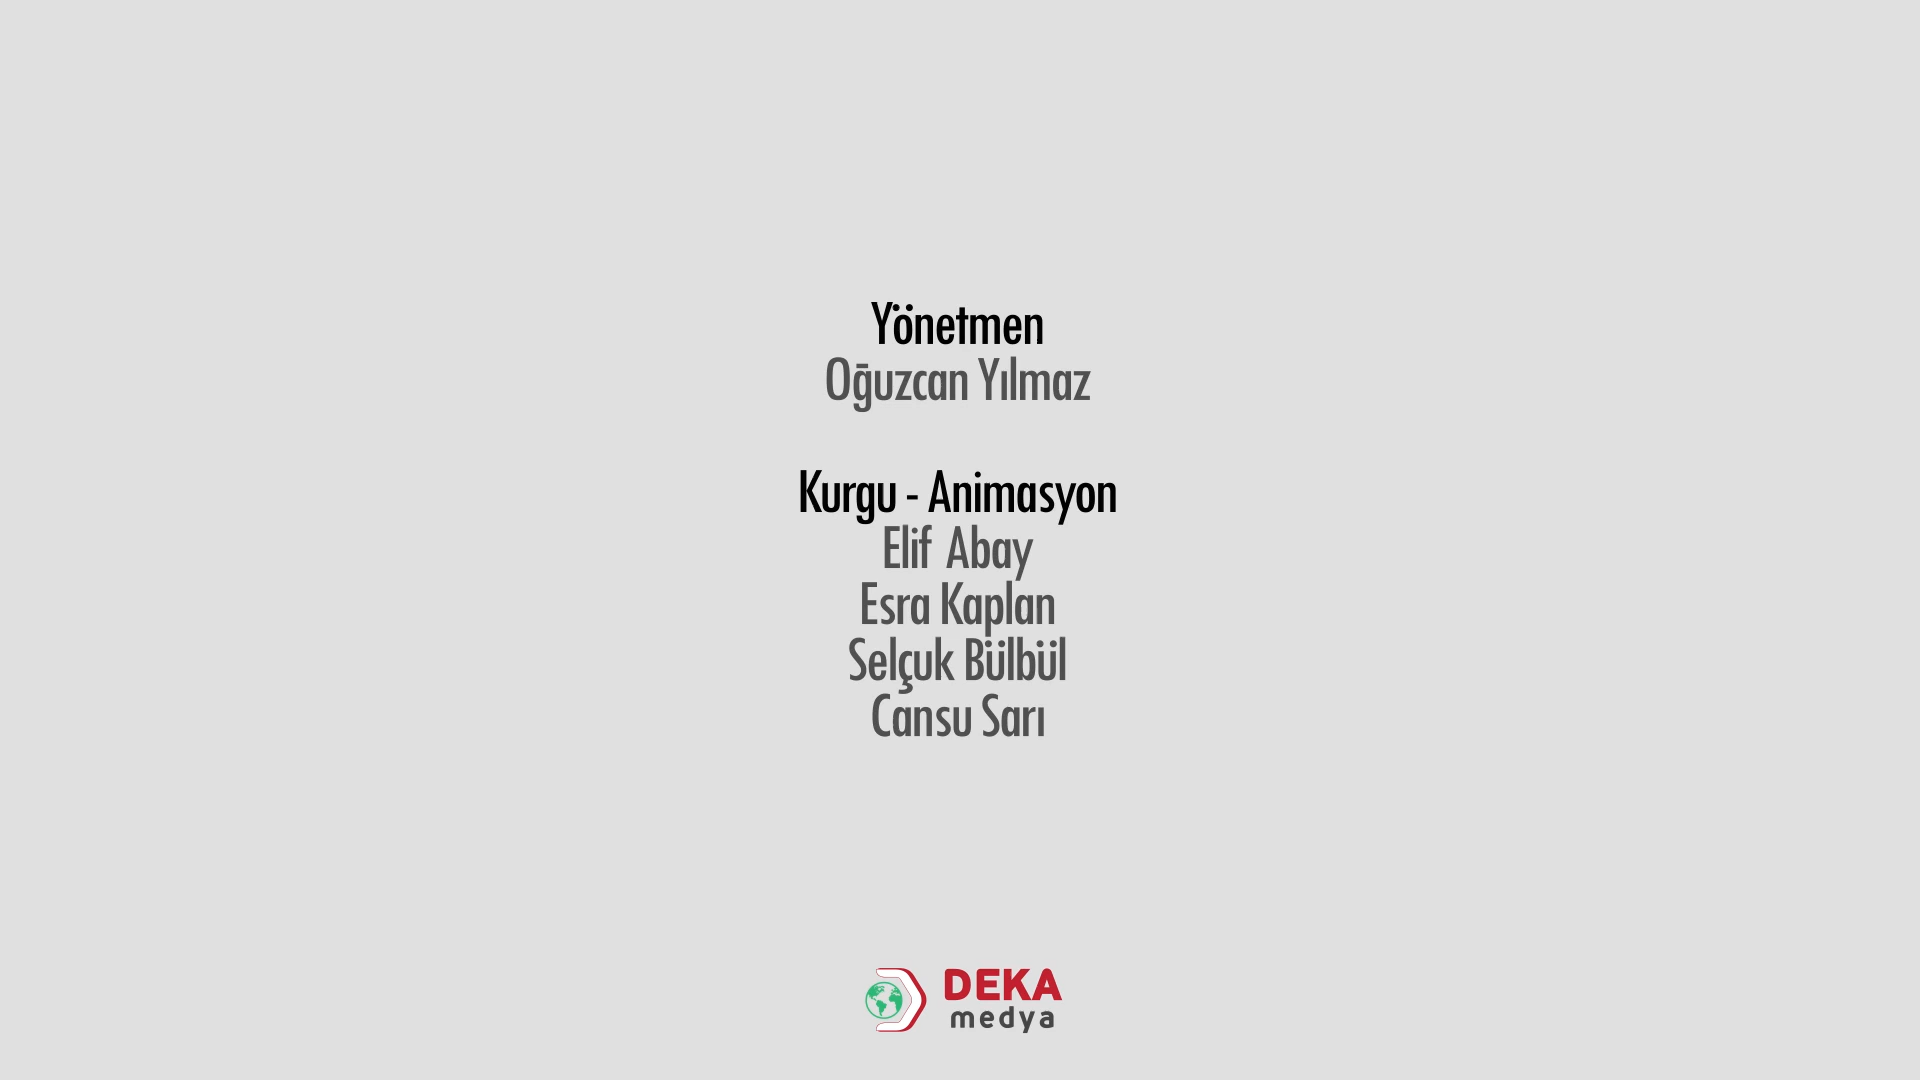 Yönetmen
Oğuzcan Yılmaz
Kurgu - Animasyon
Elif Abay
Esra Kaplan
Selçuk Bülbül
Cansu Sarı
DEKA
medya